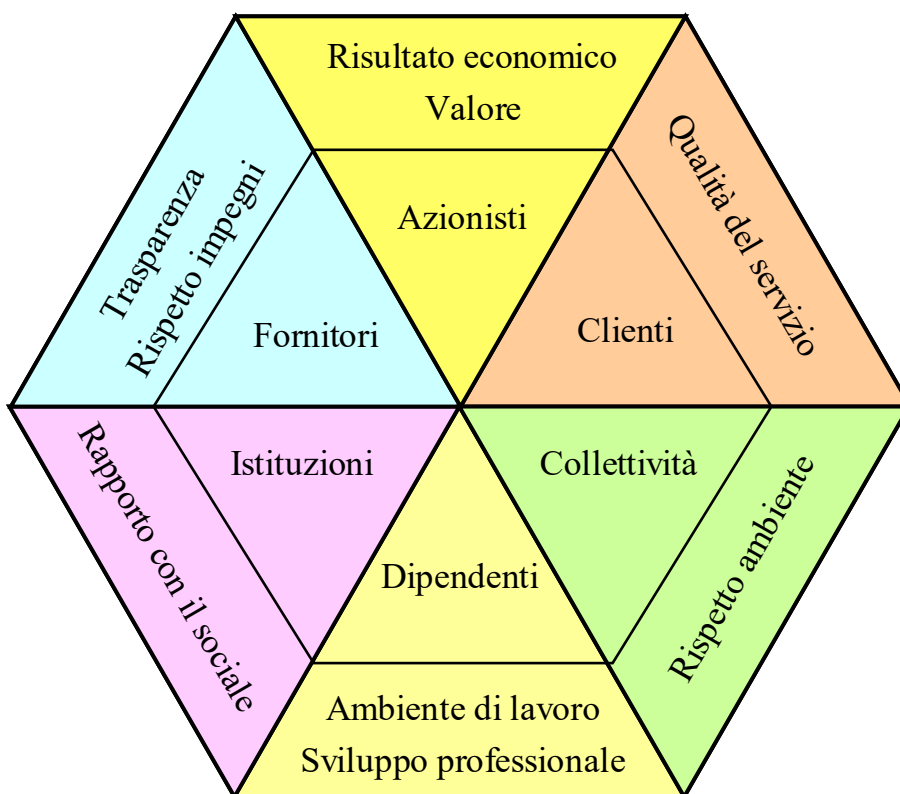 Risultato economico
Valore
Azionisti
Qualità del servizio
Clienti
Trasparenza
Rispetto impegni
Fornitori
Istituzioni
Rapporto con il sociale
Collettività
Rispetto ambiente
Dipendenti
Ambiente di lavoro
Sviluppo professionale